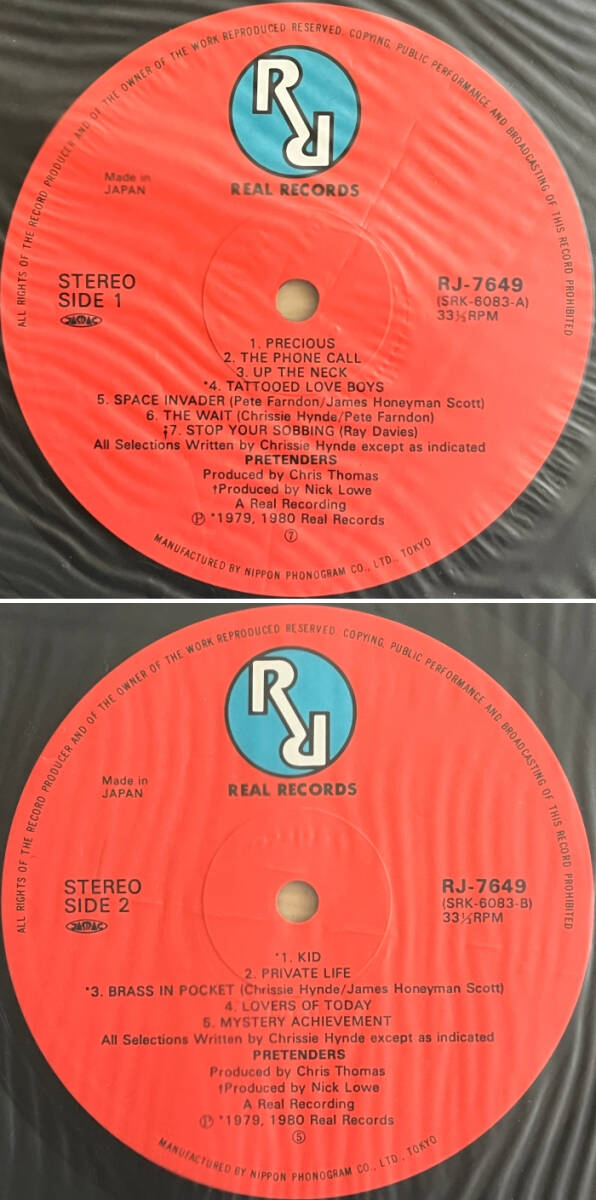 ALL RIGHTS OF THE RECORD PRODUCER AND OF THE OWNER OF THE WORK REPRODUCED RESERVED. COPYING, PUBLIC PERFORMANCE AND BROADCASTING OF THIS RECORD PROHIBITED
RR
REAL RECORDS
Made in
JAPAN
STEREO
SIDE 1
JASRAC
RJ-7649
(SRK-6083-A)
33⅓RPM
1. PRECIOUS
2. THE PHONE CALL
3. UP THE NECK
*4. TATTOOED LOVE BOYS
5. SPACE INVADER (Pete Farndon/James Honeyman Scott)
6. THE WAIT (Chrissie Hynde/Pete Farndon)
†7. STOP YOUR SOBBING (Ray Davies)
All Selections Written by Chrissie Hynde except as indicated
PRETENDERS
Produced by Chris Thomas
†Produced by Nick Lowe
A Real Recording
Ⓟ *1979, 1980 Real Records
⑦
MANUFACTURED BY NIPPON PHONOGRAM CO., LTD., TOKYO
ALL RIGHTS OF THE RECORD PRODUCER AND OF THE OWNER OF THE WORK REPRODUCED RESERVED. COPYING, PUBLIC PERFORMANCE AND BROADCASTING OF THIS RECORD PROHIBITED
RR
REAL RECORDS
Made in
JAPAN
STEREO
SIDE 2
JASRAC
RJ-7649
(SRK-6083-B)
33⅓RPM
*1. KID
2. PRIVATE LIFE
*3. BRASS IN POCKET (Chrissie Hynde/James Honeyman Scott)
4. LOVERS OF TODAY
5. MYSTERY ACHIEVEMENT
All Selections Written by Chrissie Hynde except as indicated
PRETENDERS
Produced by Chris Thomas
†Produced by Nick Lowe
A Real Recording
Ⓟ *1979, 1980 Real Records
⑤
MANUFACTURED BY NIPPON PHONOGRAM CO., LTD., TOKYO